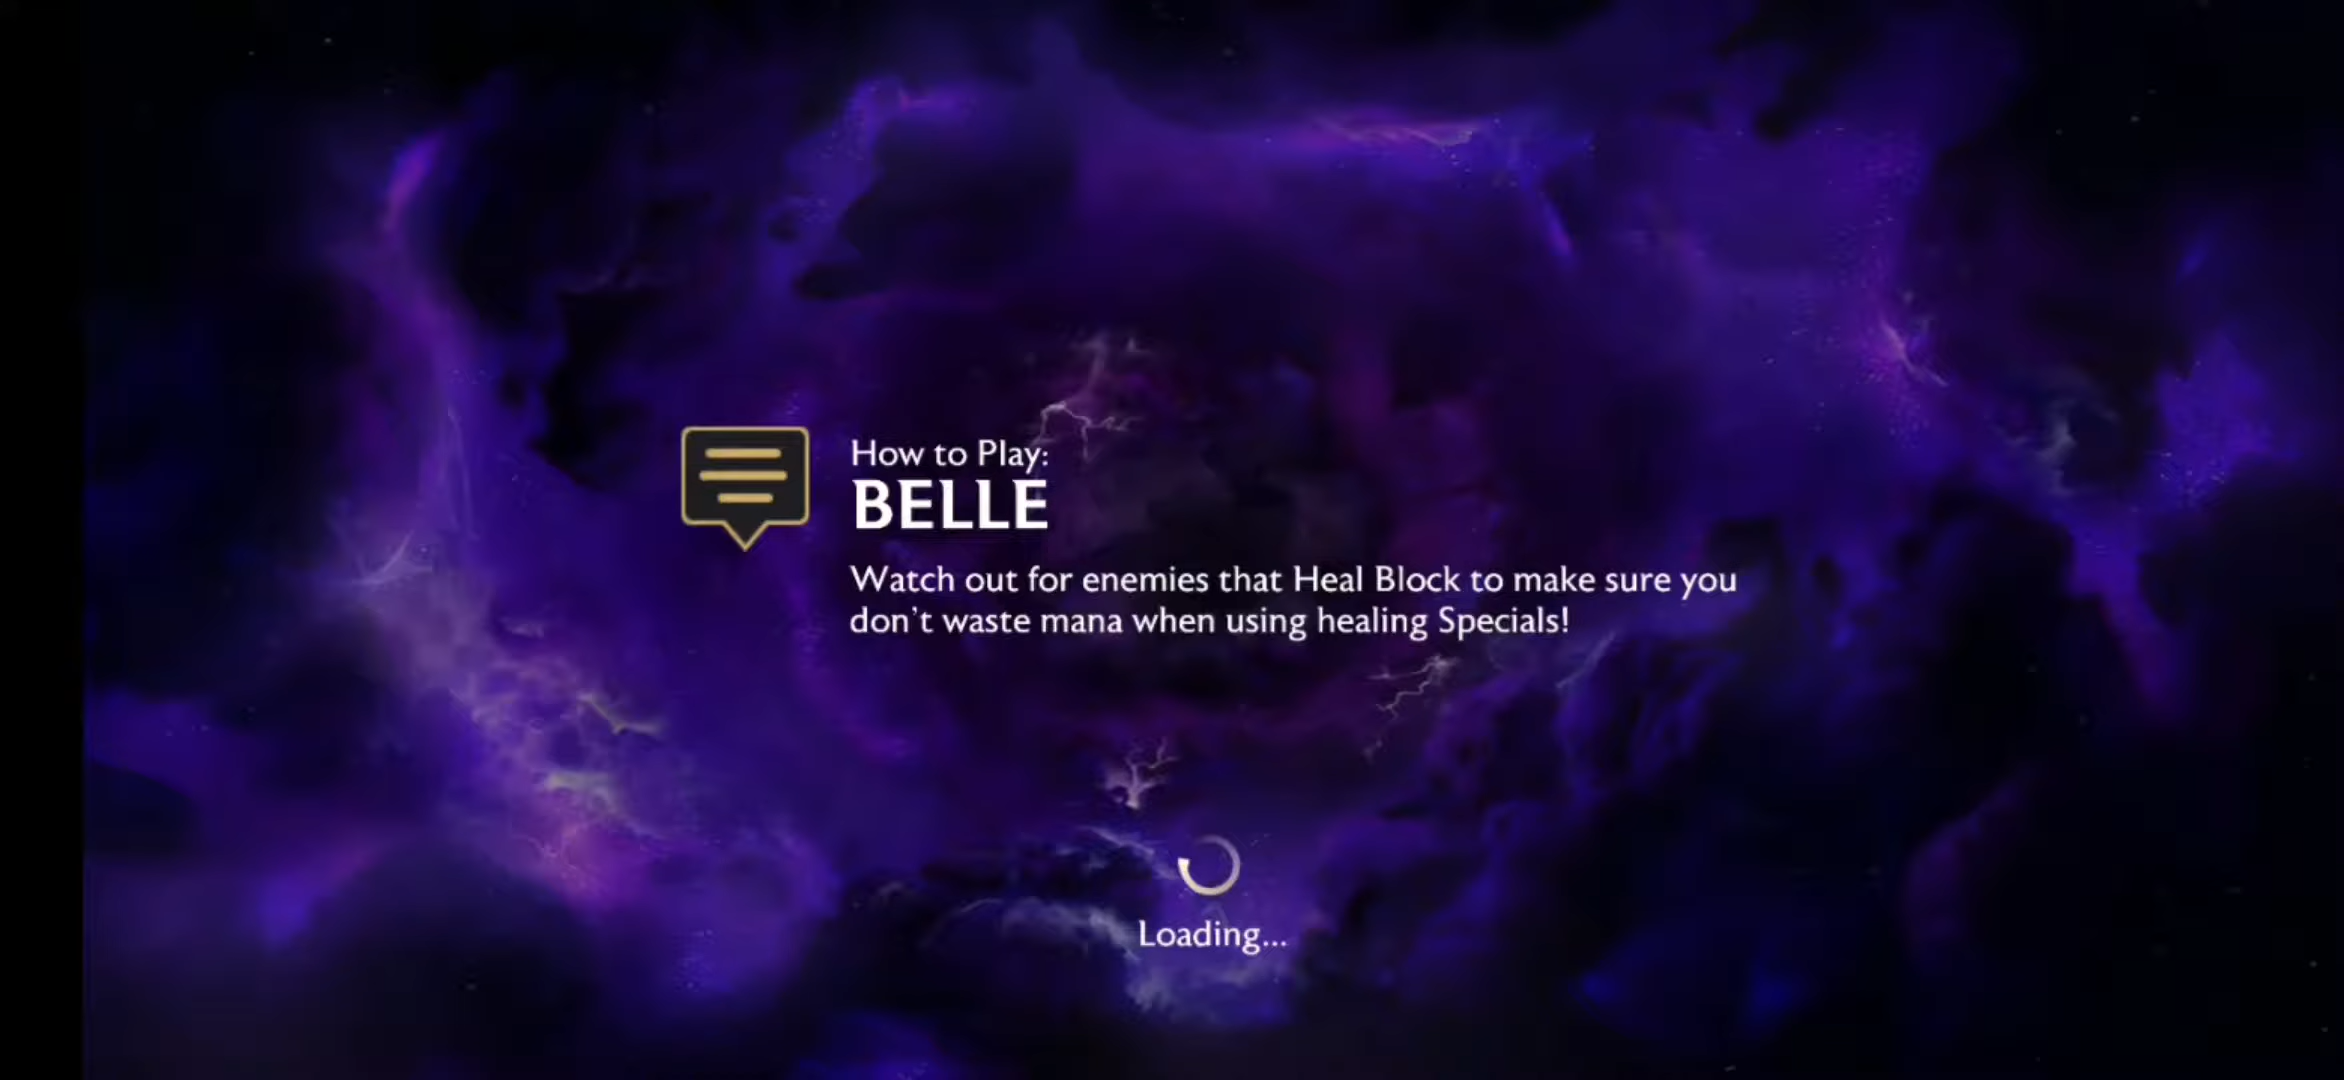 How to Play:
BELLE
Watch out for enemies that Heal Block to make sure you
don't waste mana when using healing Specials!
Loading...